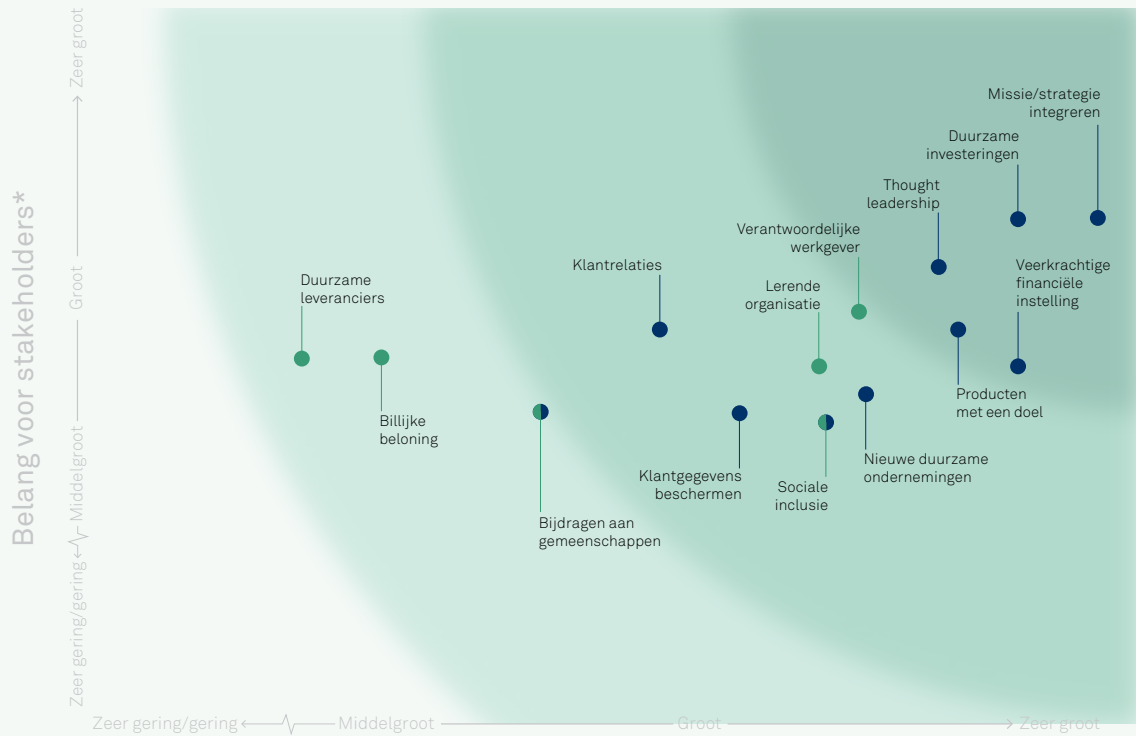 Belang voor stakeholders*
Zeer groot
Groot
Middelgroot
Zeer gering/gering
Missie/strategie
integreren
Duurzame
investeringen
Thought
leadership
Verantwoordelijke
werkgever
Klantrelaties
Veerkrachtige
financiële
instelling
Duurzame
leveranciers
Lerende
organisatie
Producten
met een doel
Billijke
beloning
Nieuwe duurzame
ondernemingen
Klantgegevens
beschermen
Sociale
inclusie
Bijdragen aan
gemeenschappen
Zeer gering/gering
Middelgroot
Groot
Zeer groot